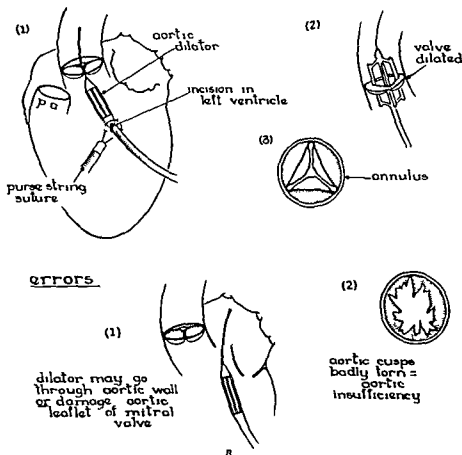 (1)
aortic
dilator
incision in
left ventricle
pa
purse string
suture
(2)
valve
dilated
(3)
annulus
errors
(1)
dilator may go
through aortic wall
or damage aortic
leaflet of mitral
valve
(2)
aortic cusps
badly torn =
aortic
insufficiency
B